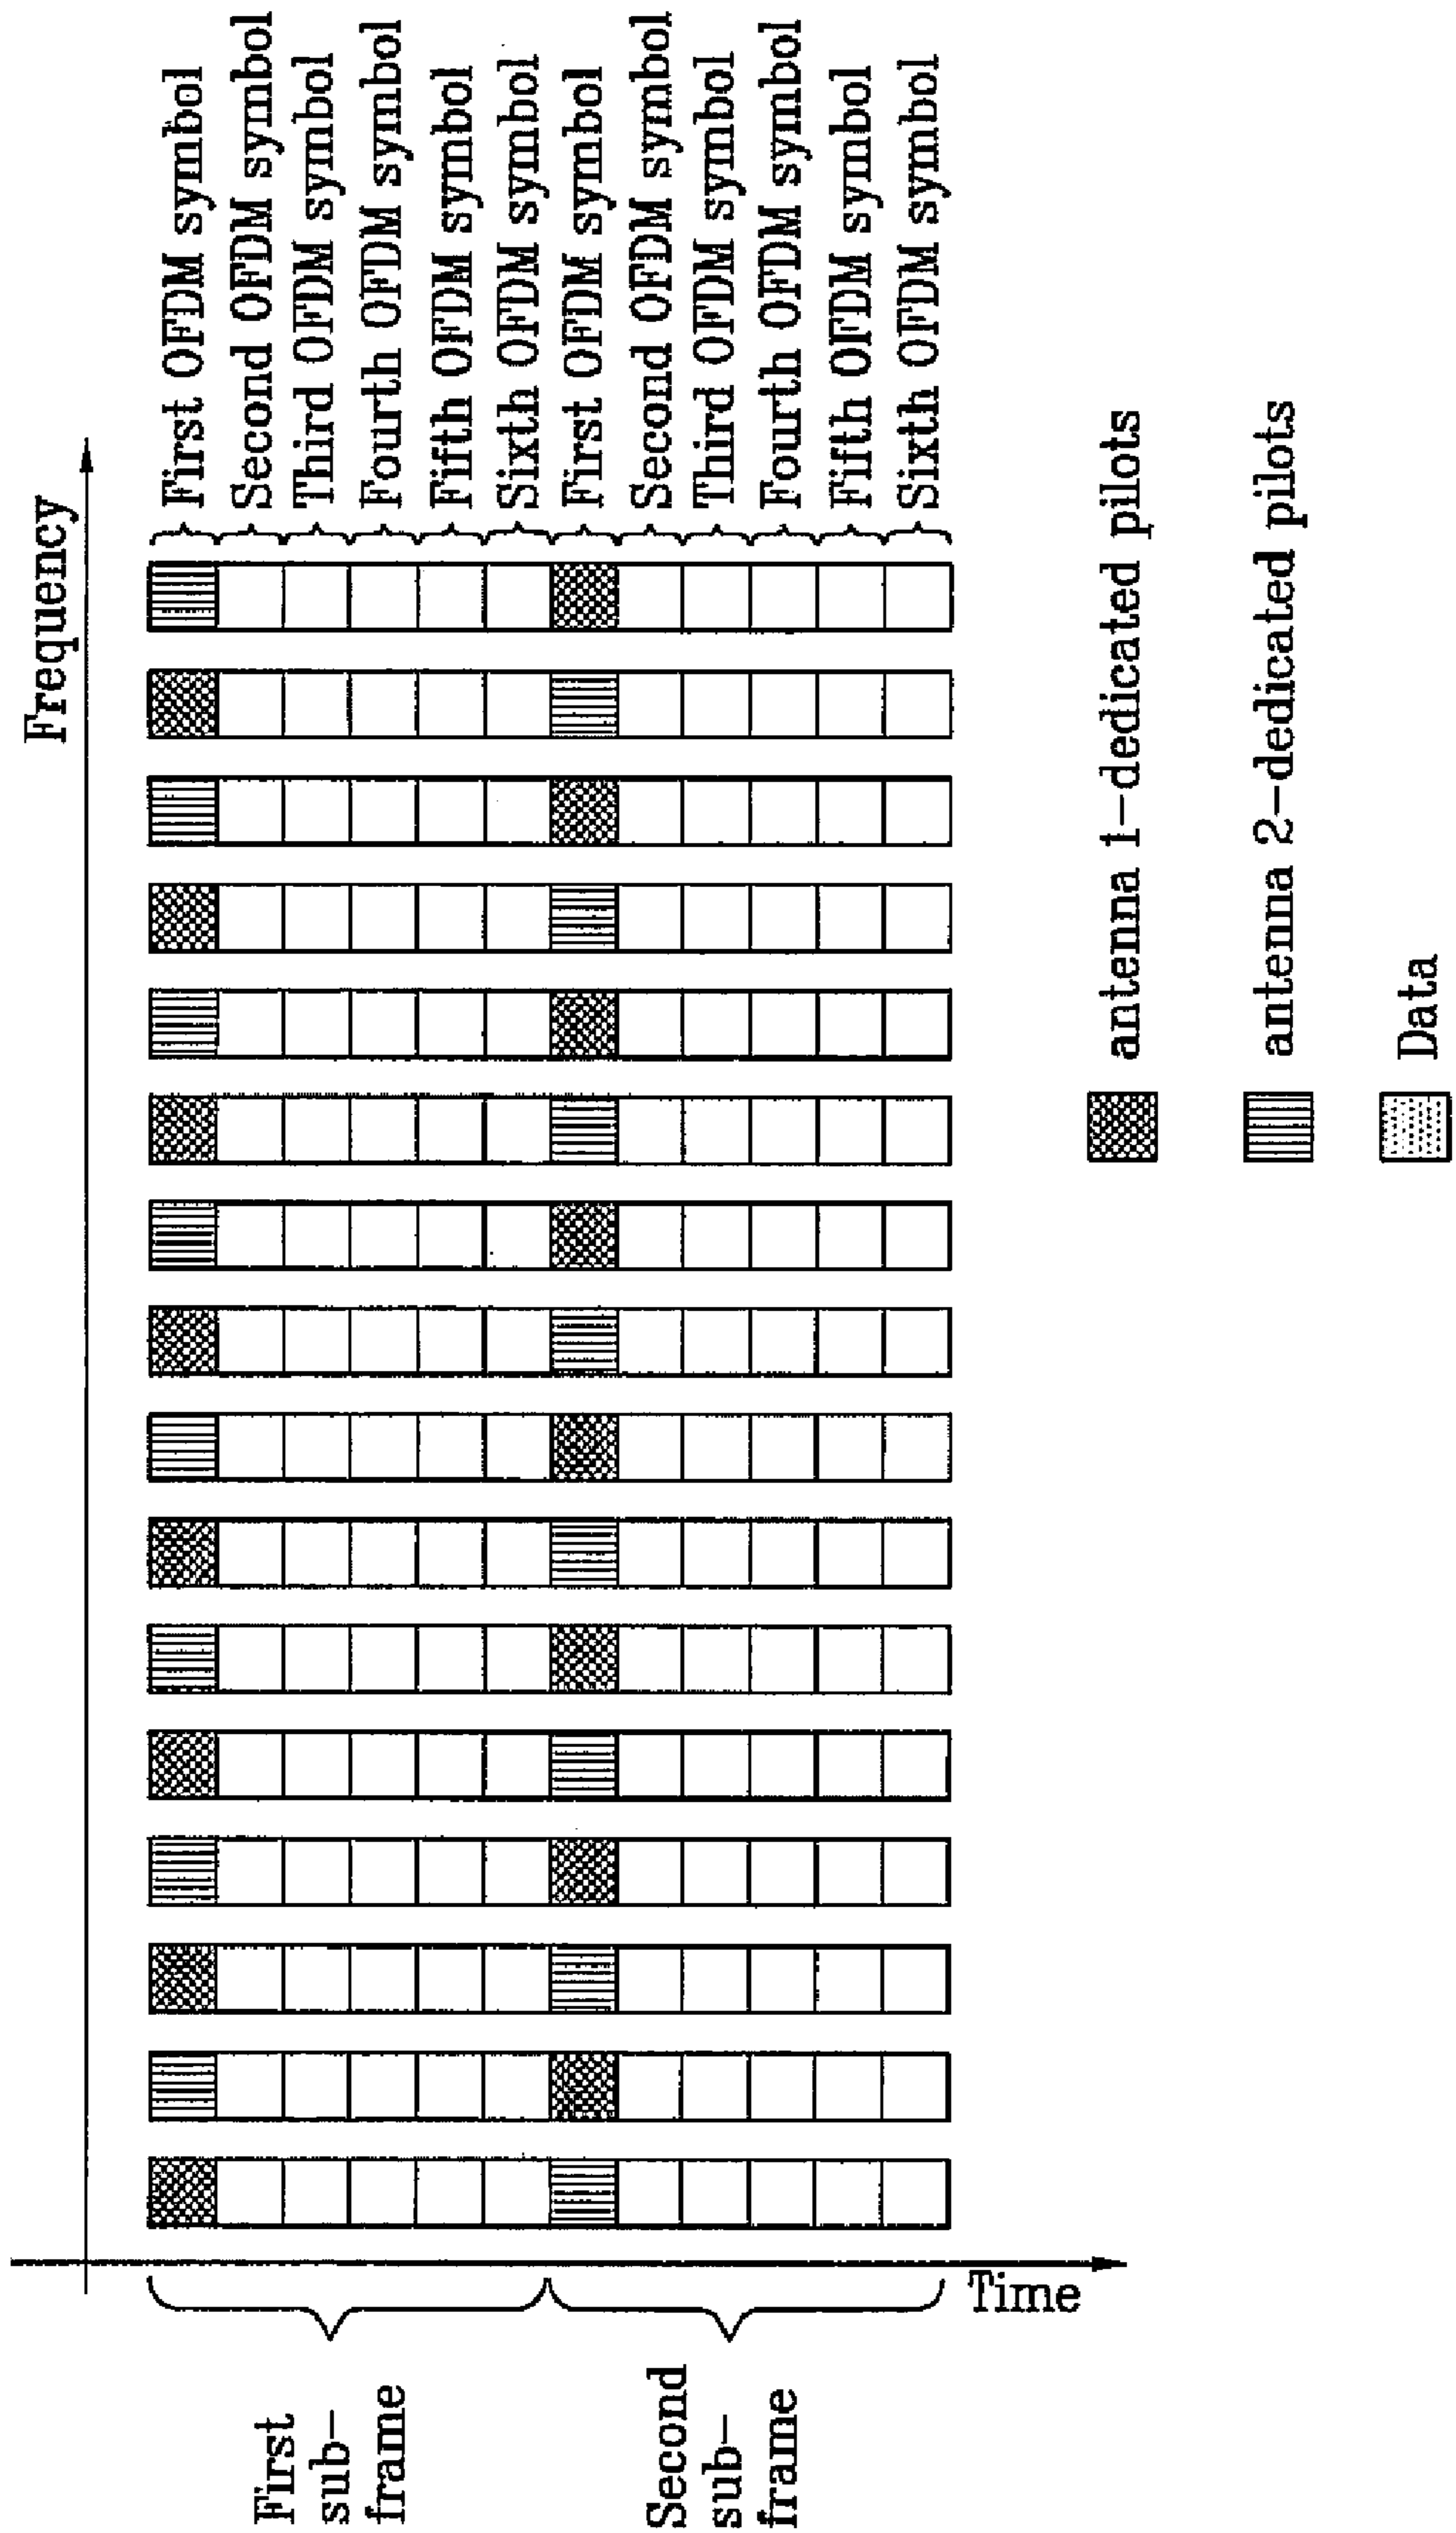 Frequency
First OFDM symbol
Second OFDM symbol
Third OFDM symbol
Fourth OFDM symbol
Fifth OFDM symbol
Sixth OFDM symbol
First OFDM symbol
Second OFDM symbol
Third OFDM symbol
Fourth OFDM symbol
Fifth OFDM symbol
Sixth OFDM symbol
First
sub-
frame
Second
sub-
frame
Time
antenna 1-dedicated pilots
antenna 2-dedicated pilots
Data